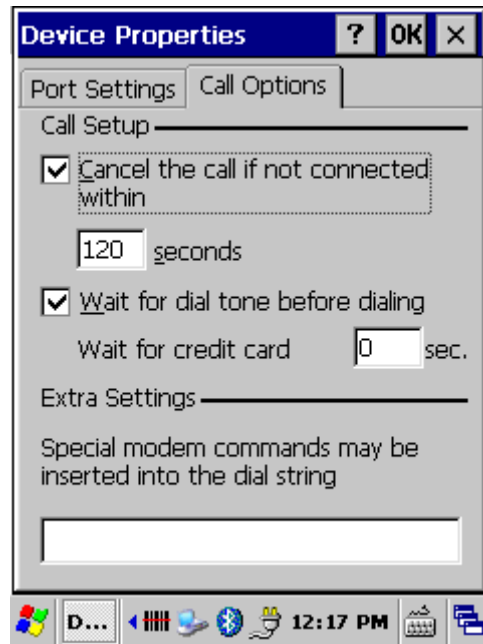 Device Properties ? OK ×
Port Settings Call Options
Call Setup
Cancel the call if not connected
within
120 seconds
Wait for dial tone before dialing
Wait for credit card 0 sec.
Extra Settings
Special modem commands may be
inserted into the dial string
D... 12:17 PM